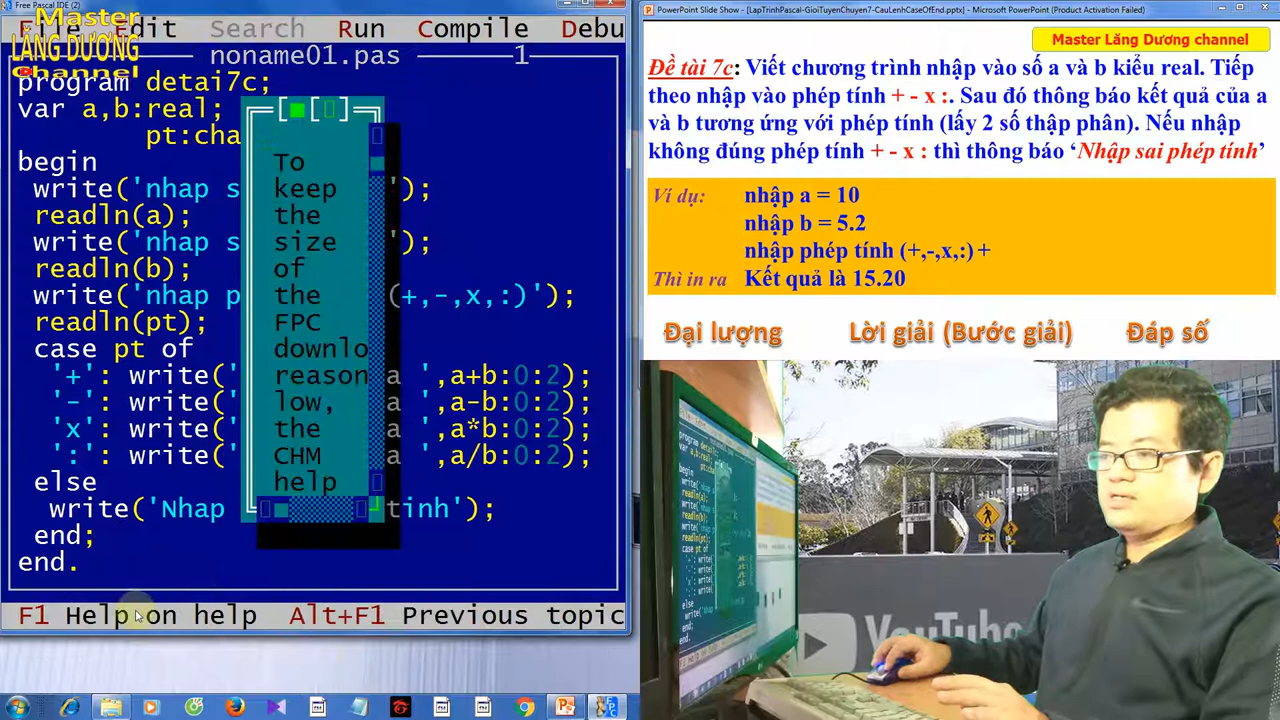 Free Pascal IDE (2)
Master
LĂNG DƯƠNG
Channel
File Edit Search Run Compile Debu
noname01.pas 1
program detai7c;
var a,b:real;
pt:cha
begin
write('nhap s ');
readln(a);
write('nhap s ');
readln(b);
write('nhap p (+,-,x,:)');
readln(pt);
case pt of
'+': write(' a ',a+b:0:2);
'-': write(' a ',a-b:0:2);
'x': write(' a ',a*b:0:2);
':': write(' a ',a/b:0:2);
else
write('Nhap tinh');
end;
end.
To
keep
the
size
of
the
FPC
downlo
reason
low,
the
CHM
help
F1 Help on help Alt+F1 Previous topic
PowerPoint Slide Show - [LapTrinhPascal-GioiTuyenChuyen7-CauLenhCaseOfEnd.pptx] - Microsoft PowerPoint (Product Activation Failed)
Master Lăng Dương channel
Đề tài 7c: Viết chương trình nhập vào số a và b kiểu real. Tiếp
theo nhập vào phép tính + - x :. Sau đó thông báo kết quả của a
và b tương ứng với phép tính (lấy 2 số thập phân). Nếu nhập
không đúng phép tính + - x : thì thông báo ‘Nhập sai phép tính’
Ví dụ: nhập a = 10
nhập b = 5.2
nhập phép tính (+,-,x,:) +
Thì in ra Kết quả là 15.20
Đại lượng Lời giải (Bước giải) Đáp số
YouTube